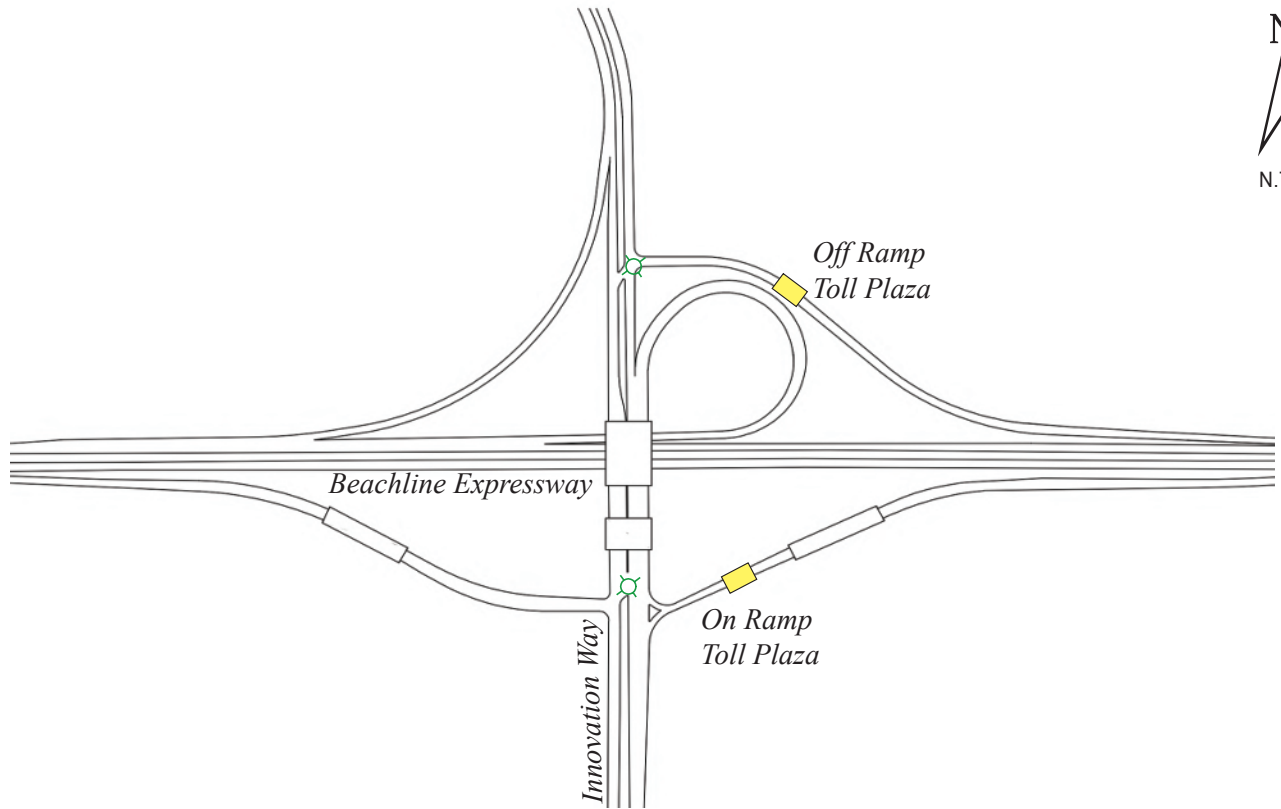 N
Off Ramp
Toll Plaza
Beachline Expressway
On Ramp
Toll Plaza
Innovation Way